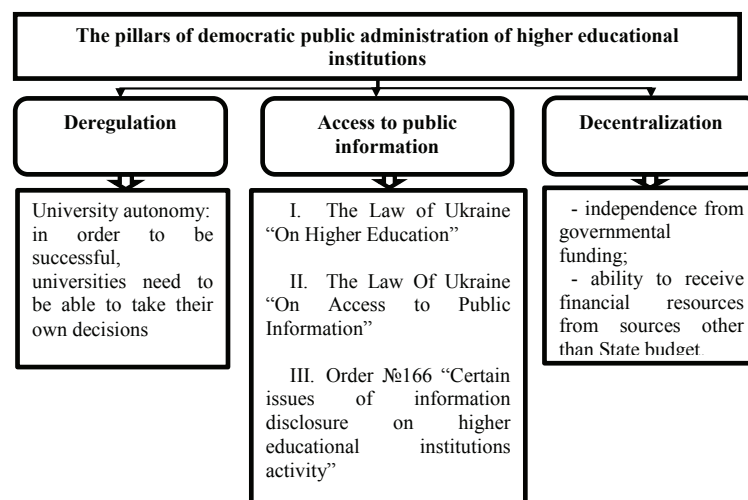 The pillars of democratic public administration of higher educational
institutions
Deregulation
Access to public
information
Decentralization
University autonomy:
in order to be
successful,
universities need to
be able to take their
own decisions
I. The Law of Ukraine
“On Higher Education”
II. The Law Of Ukraine
“On Access to Public
Information”
III. Order №166 “Certain
issues of information
disclosure on higher
educational institutions
activity”
- independence from
governmental
funding;
- ability to receive
financial resources
from sources other
than State budget.